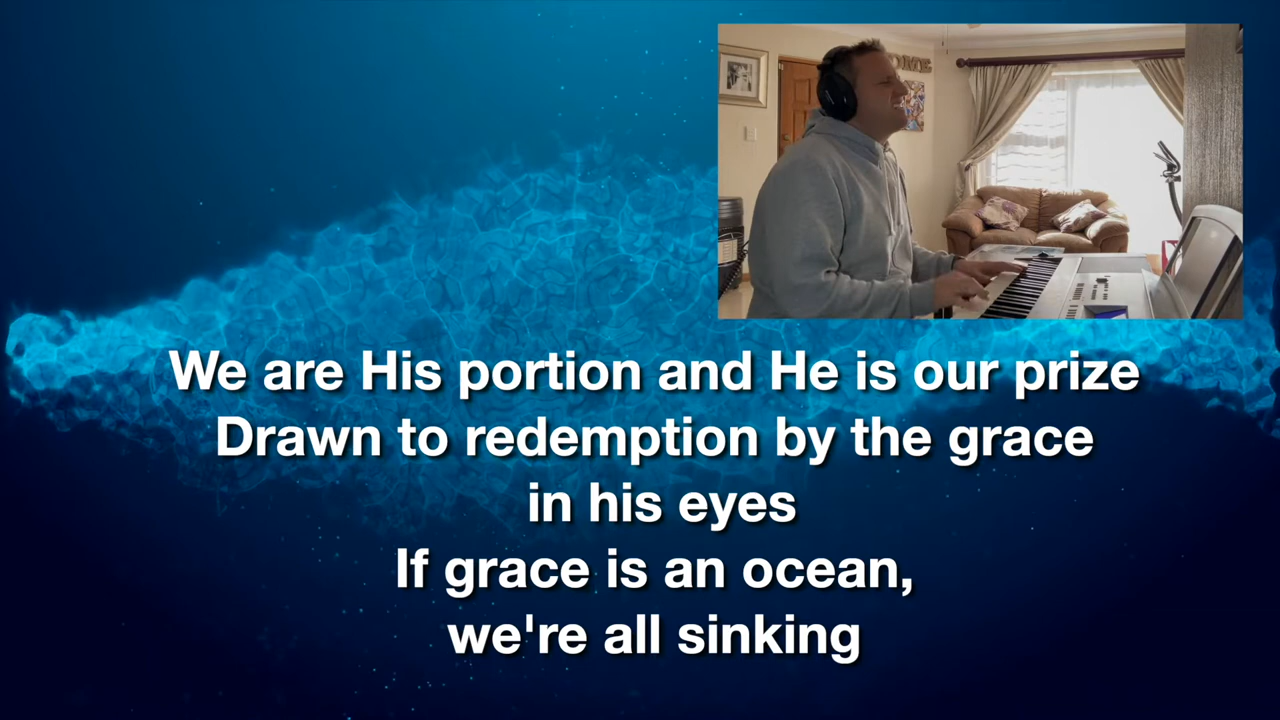 OME
We are His portion and He is our prize
Drawn to redemption by the grace
in his eyes
If grace is an ocean,
we're all sinking